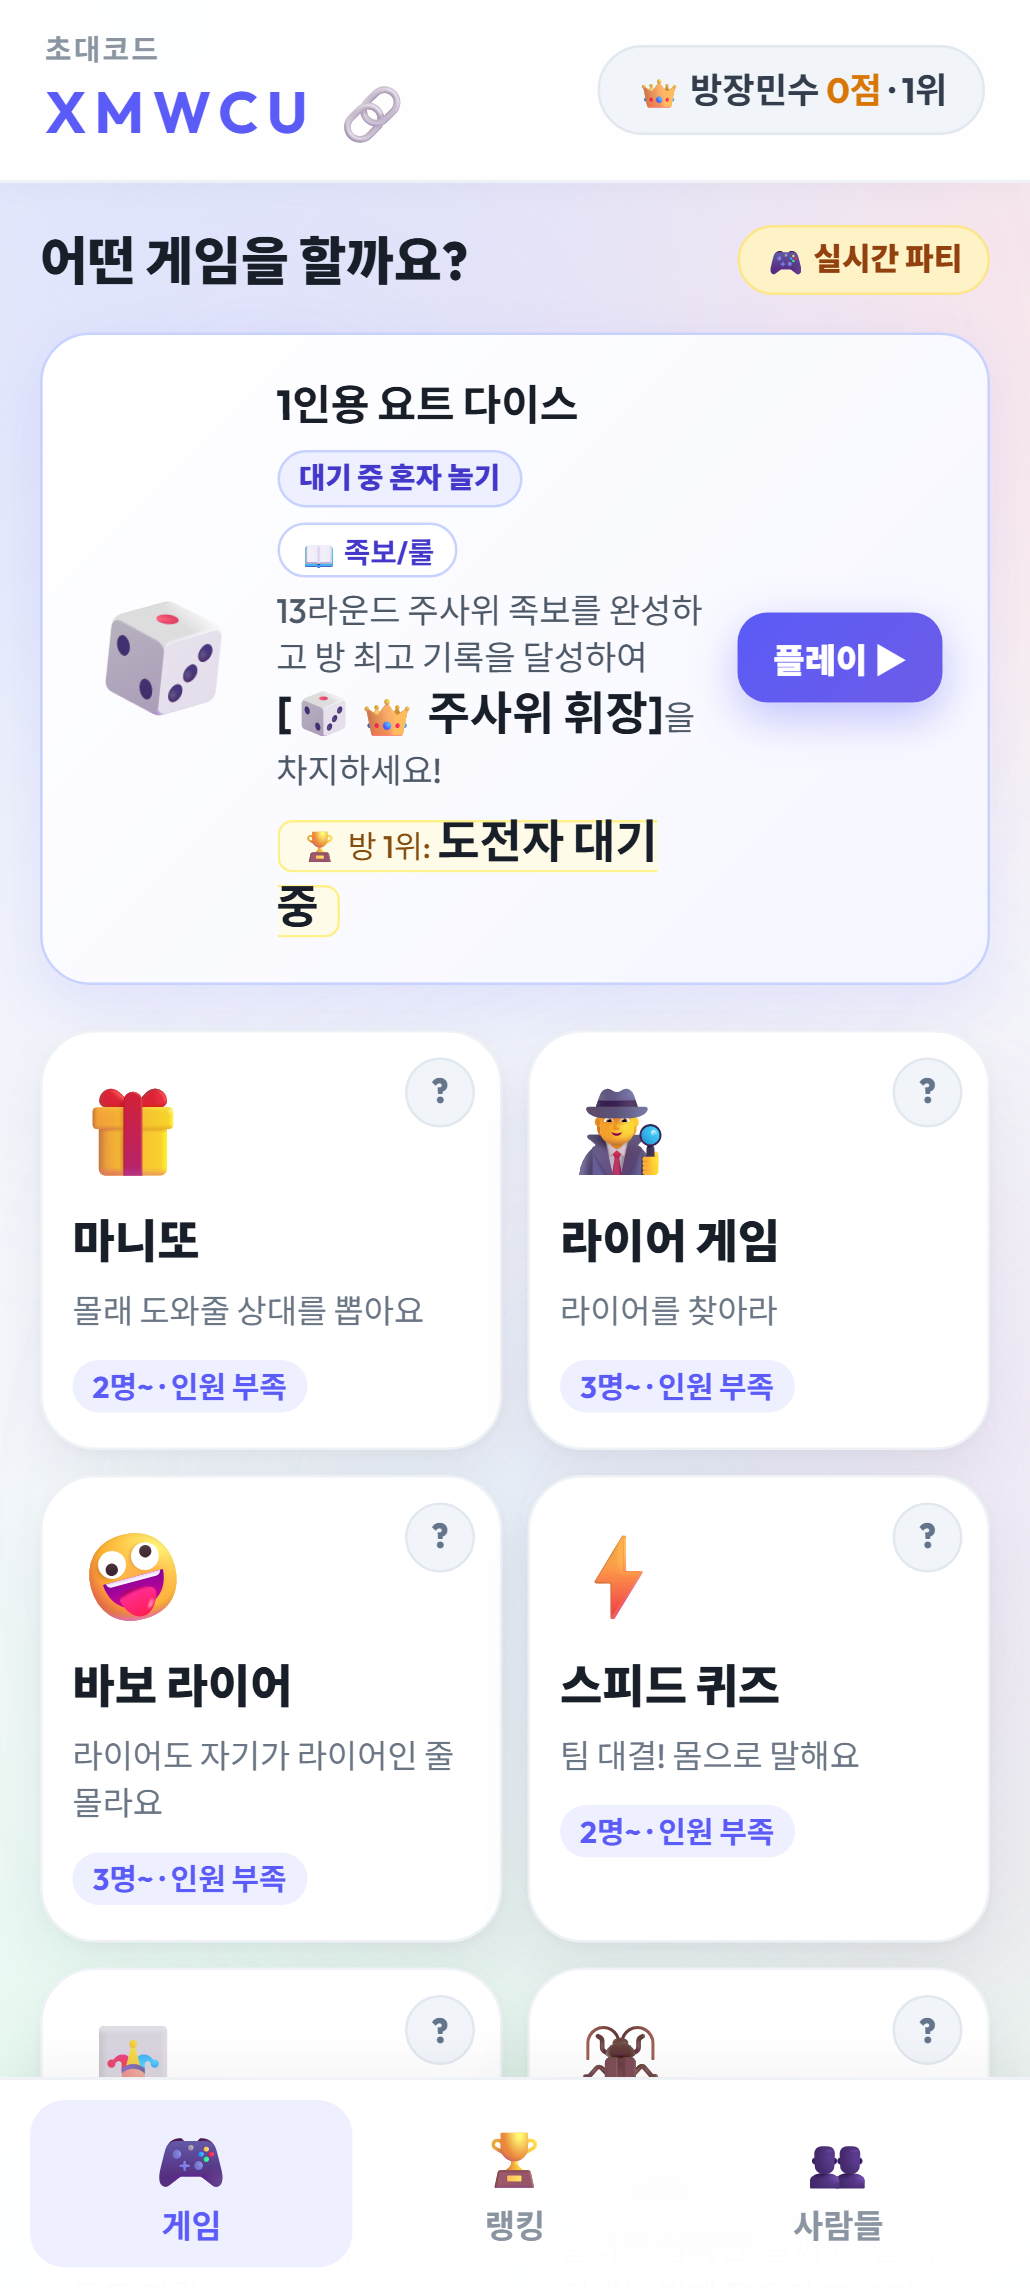 초대코드
XMWCU
방장민수 0점·1위
어떤 게임을 할까요?
실시간 파티
1인용 요트 다이스
대기 중 혼자 놀기
족보/룰
13라운드 주사위 족보를 완성하
고 방 최고 기록을 달성하여
[🎲👑 주사위 휘장]을
차지하세요!
플레이 ▶
방 1위: 도전자 대기
중
?
마니또
몰래 도와줄 상대를 뽑아요
2명~·인원 부족
?
라이어 게임
라이어를 찾아라
3명~·인원 부족
?
바보 라이어
라이어도 자기가 라이어인 줄
몰라요
3명~·인원 부족
?
스피드 퀴즈
팀 대결! 몸으로 말해요
2명~·인원 부족
?
?
게임
랭킹
사람들